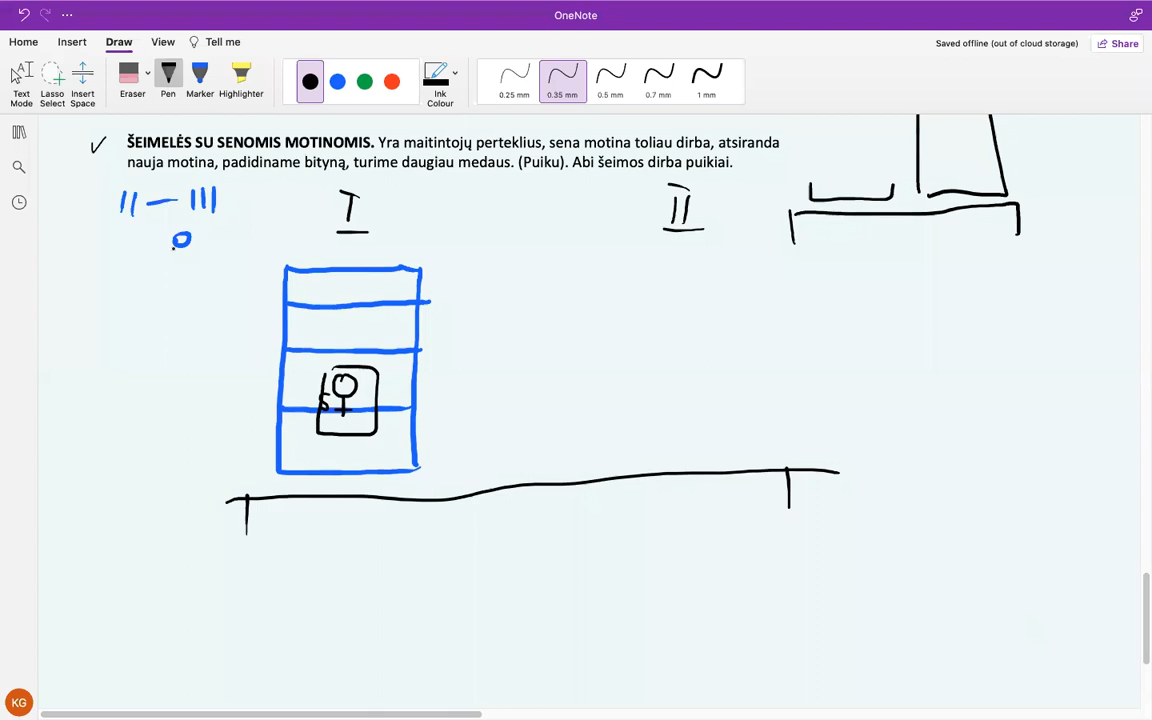 OneNote
Home Insert Draw View Tell me
Saved offline (out of cloud storage) Share
Text Mode
Lasso Select
Insert Space
Eraser
Pen
Marker
Highlighter
Ink Colour
0.25 mm
0.35 mm
0.5 mm
0.7 mm
1 mm
ŠEIMELĖS SU SENOMIS MOTINOMIS. Yra maitintojų perteklius, sena motina toliau dirba, atsiranda
nauja motina, padidiname bityną, turime daugiau medaus. (Puiku). Abi šeimos dirba puikiai.
II — III
I
II
KG